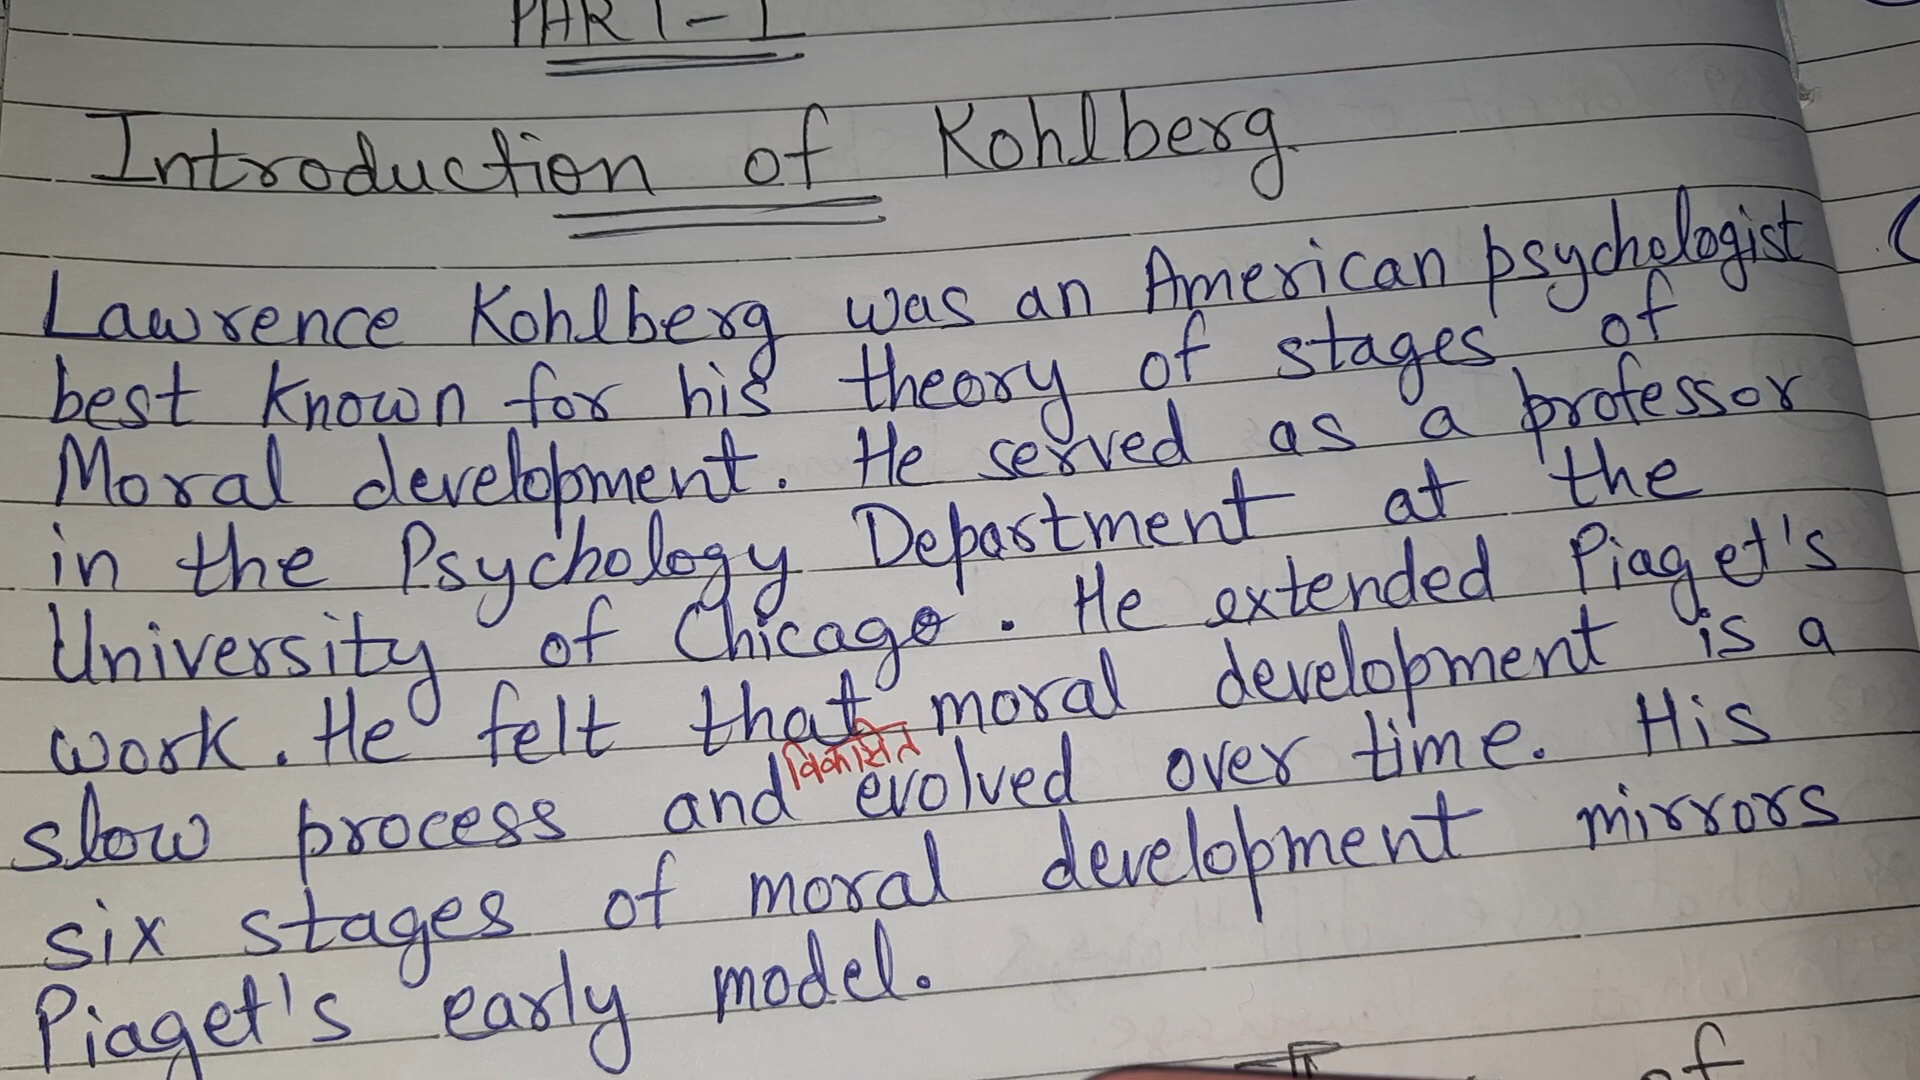 PART-I
Introduction of Kohlberg
Lawrence Kohlberg was an American psychologist
best known for his theory of stages of
Moral development. He served as a professor
in the Psychology Department at the
University of Chicago. He extended Piaget's
work. He felt that moral development is a
विकसित
slow process and evolved over time. His
six stages of moral development mirrors
Piaget's early model.
of